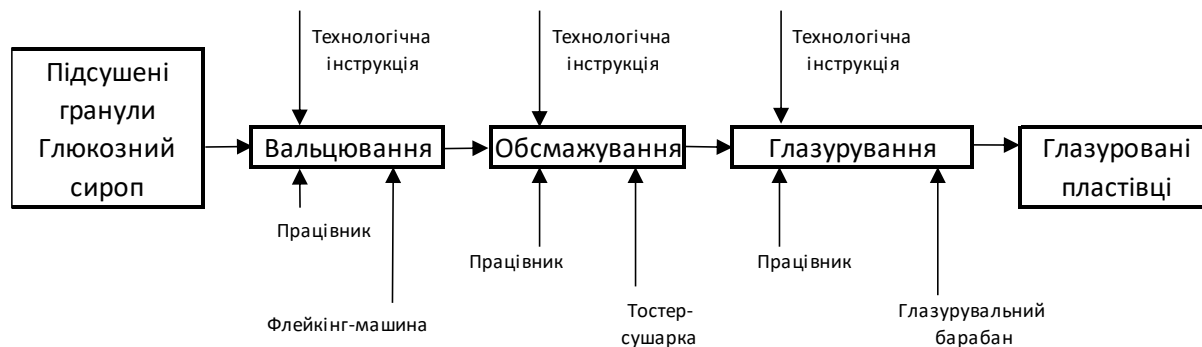 Технологічна
інструкція
Технологічна
інструкція
Технологічна
інструкція
Підсушені
гранули
Глюкозний
сироп
Вальцювання
Обсмажування
Глазурування
Глазуровані
пластівці
Працівник
Працівник
Працівник
Флейкінг-машина
Тостер-
сушарка
Глазурувальний
барабан